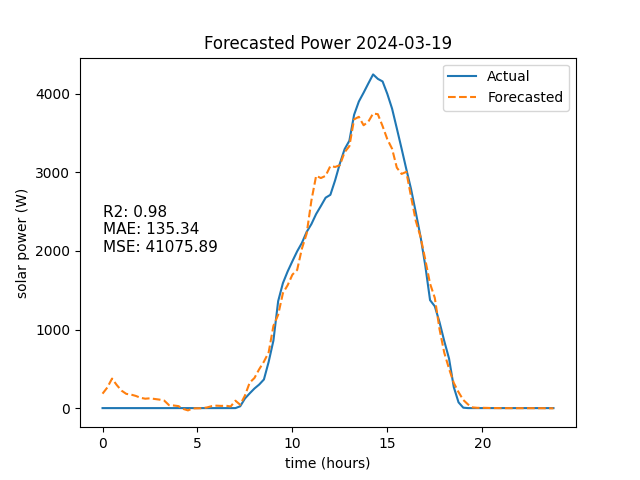 Forecasted Power 2024-03-19
Actual
Forecasted
R2: 0.98
MAE: 135.34
MSE: 41075.89
solar power (W)
4000
3000
2000
1000
0
0 5 10 15 20
time (hours)